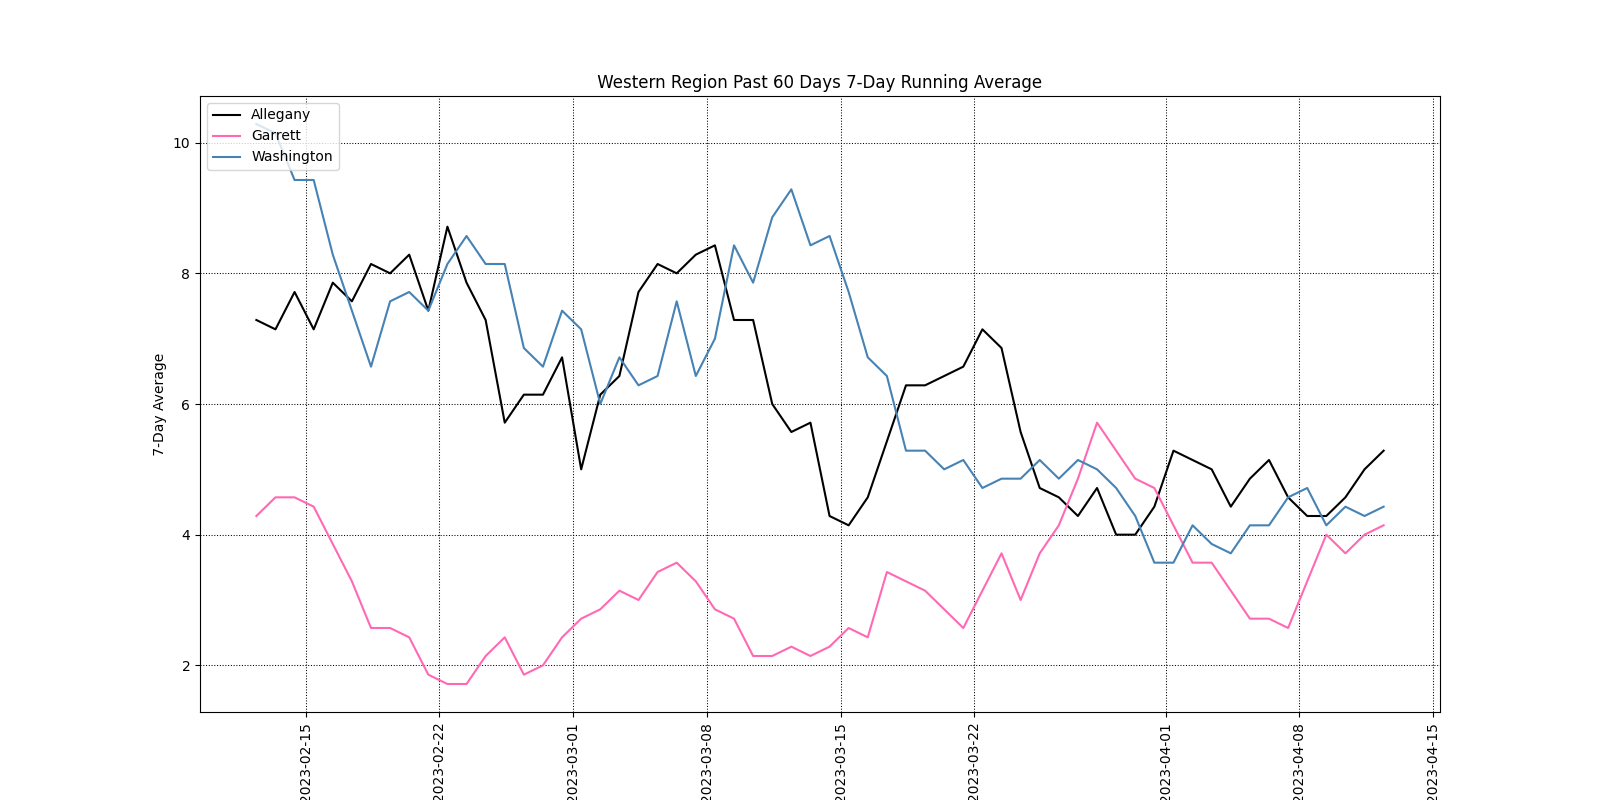 Western Region Past 60 Days 7-Day Running Average
Allegany
Garrett
Washington
7-Day Average
10
8
6
4
2
2023-02-15
2023-02-22
2023-03-01
2023-03-08
2023-03-15
2023-03-22
2023-04-01
2023-04-08
2023-04-15